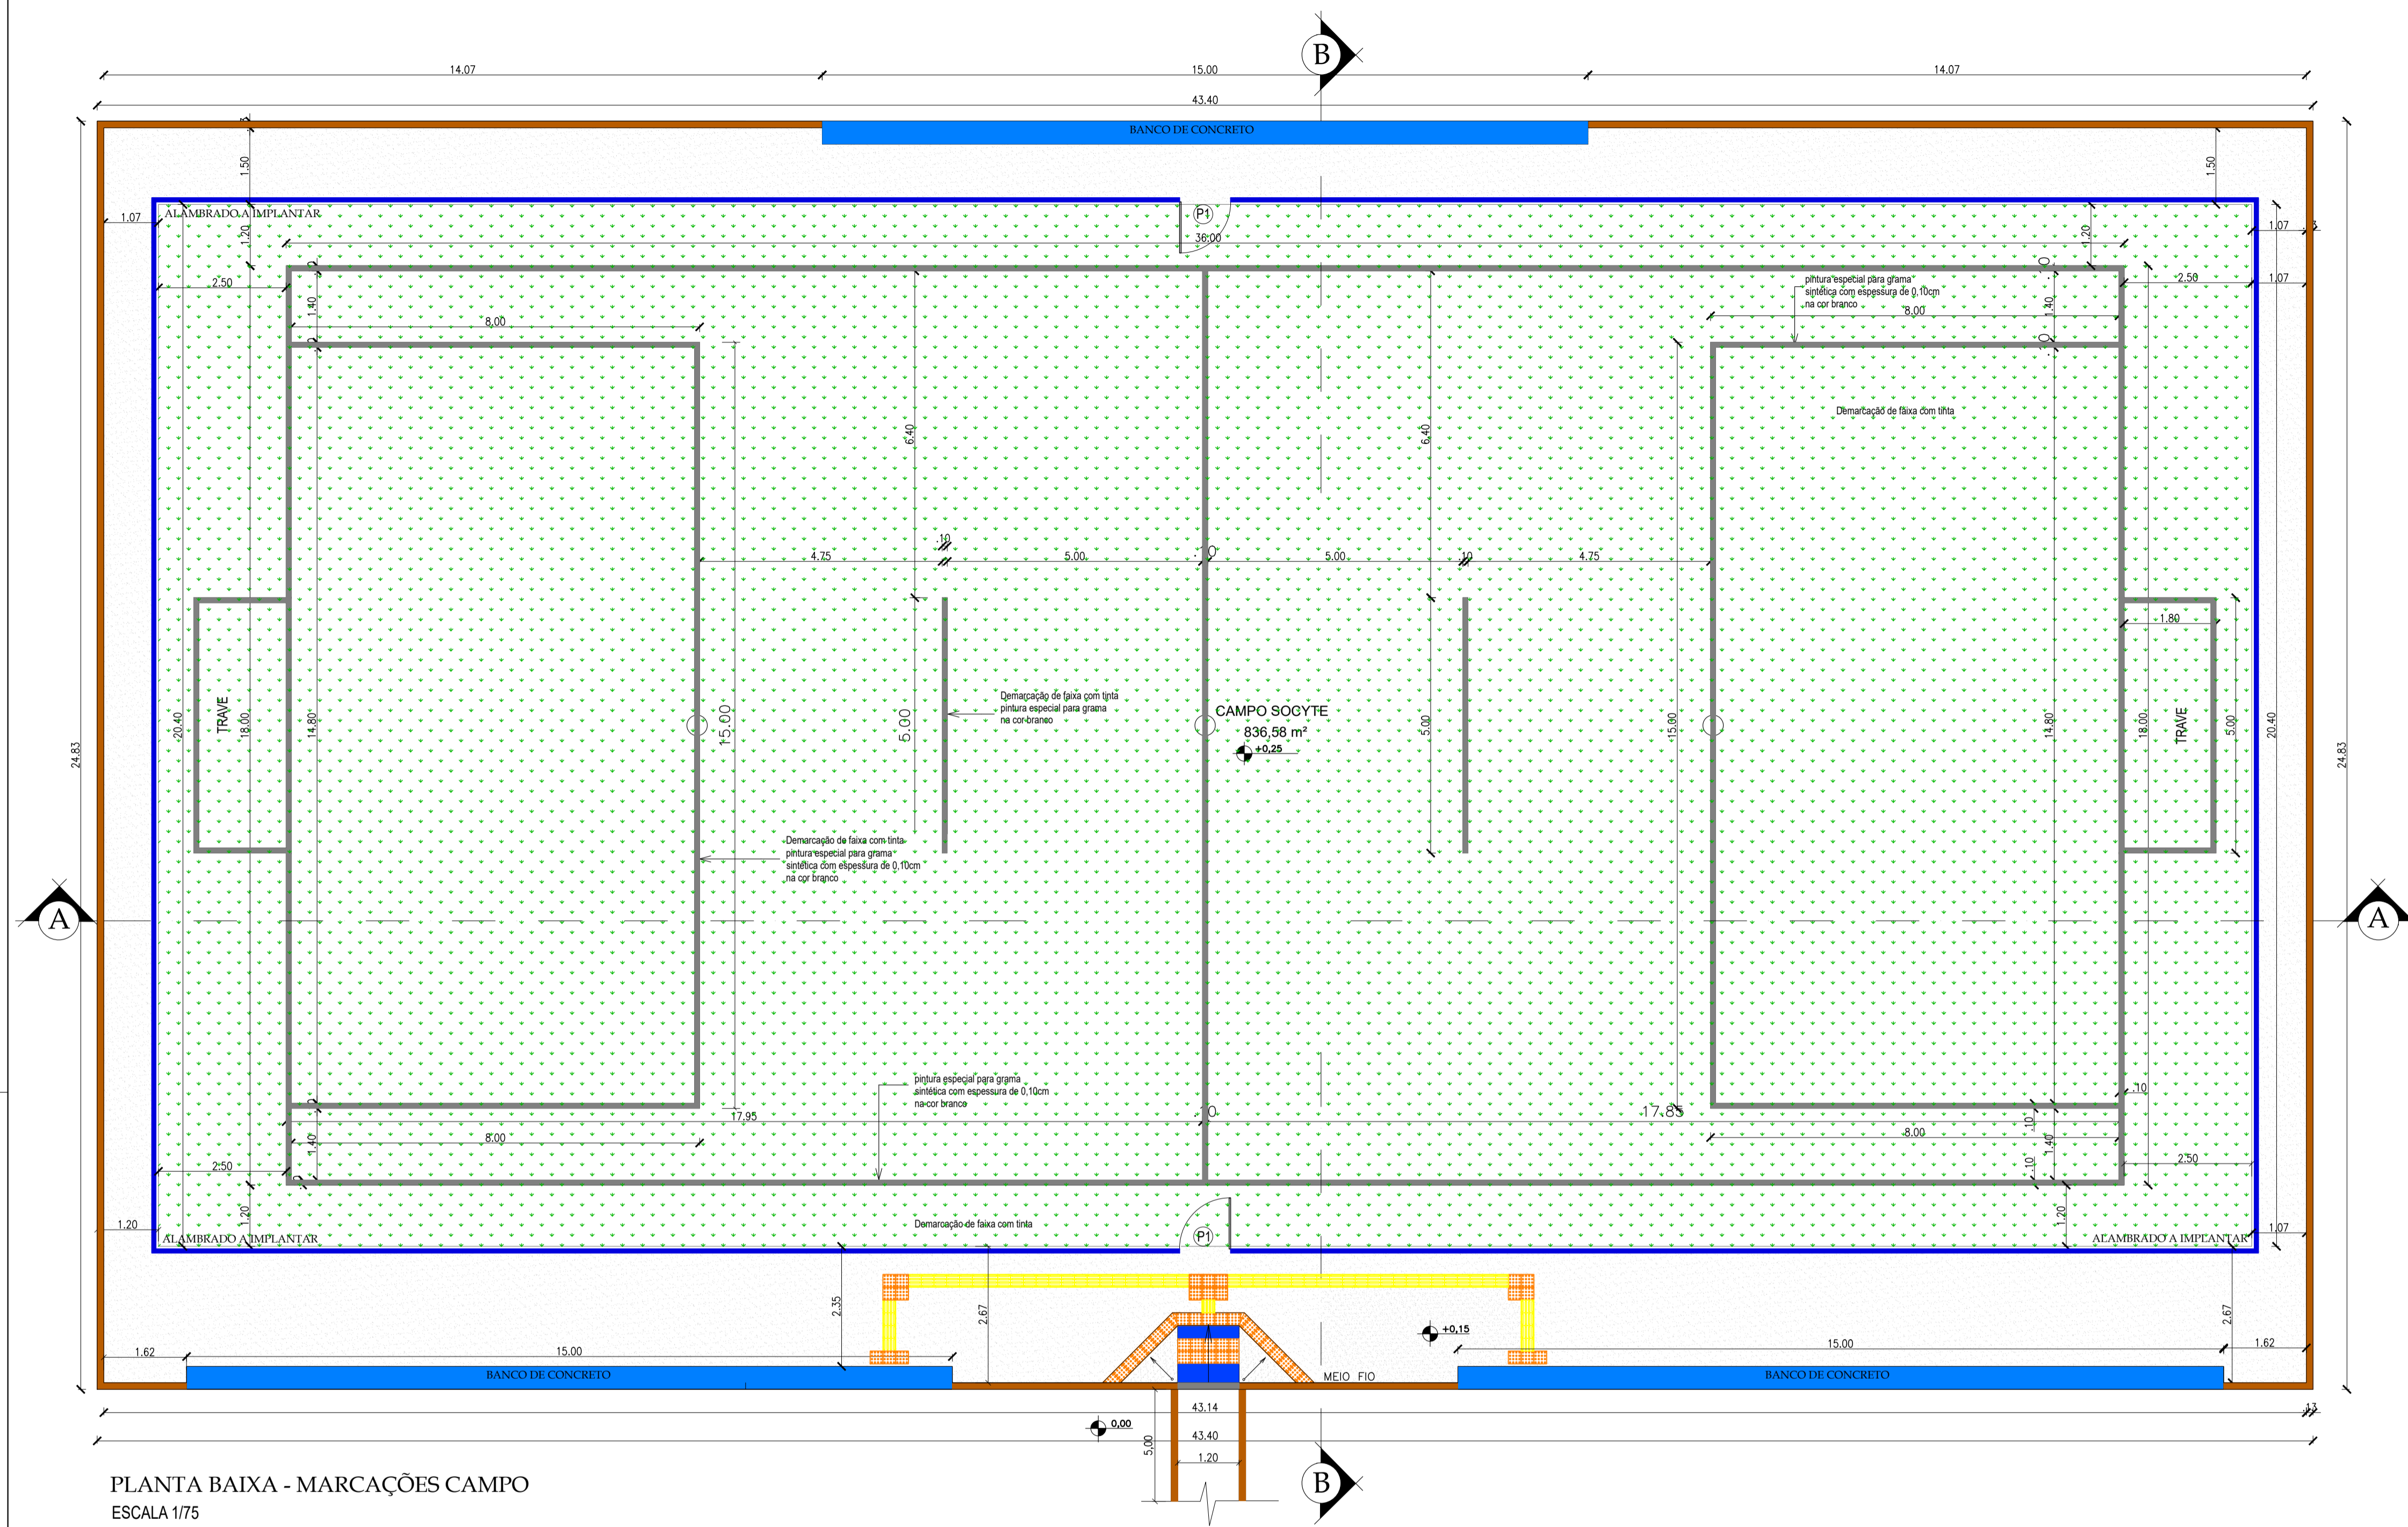 B
14.07
15.00
14.07
43.40
BANCO DE CONCRETO
1.50
1.50
ALAMBRADO A IMPLANTAR
P1
1.07
1.07
1.20
36.00
1.20
2.50
2.50
1.07
pintura especial para grama
sintética com espessura de 0,10cm
na cor branco
1.40
1.40
8.00
8.00
.10
.10
Demarcação de faixa com tinta
6.40
6.40
.10
4.75
5.00
.10
5.00
.10
4.75
1.80
Demarcação de faixa com tinta
pintura especial para grama
na cor branco
CAMPO SOCYTE
836,58 m²
+0,25
24.83
20.40
TRAVE
18.00
14.80
15.00
5.00
5.00
15.00
14.80
18.00
TRAVE
5.00
20.40
24.83
Demarcação de faixa com tinta
pintura especial para grama
sintética com espessura de 0,10cm
na cor branco
A
A
pintura especial para grama
sintética com espessura de 0,10cm
na cor branco
.10
17.95
.10
17.85
8.00
1.40
8.00
.10
1.40
2.50
.10
2.50
1.20
1.20
1.20
Demarcação de faixa com tinta
1.07
ALAMBRADO A IMPLANTAR
P1
ALAMBRADO A IMPLANTAR
2.35
2.67
+0,15
2.67
1.62
15.00
15.00
1.62
BANCO DE CONCRETO
MEIO FIO
BANCO DE CONCRETO
43.14
.13
0,00
43.40
5,00
1.20
B
PLANTA BAIXA - MARCAÇÕES CAMPO
ESCALA 1/75